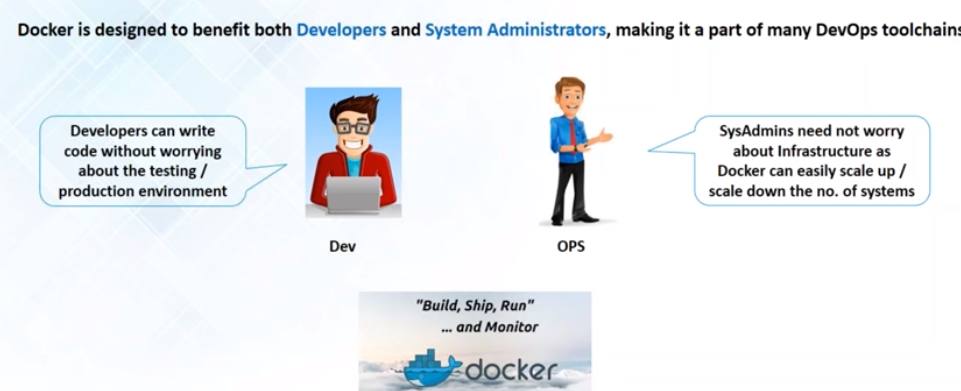 Docker is designed to benefit both Developers and System Administrators, making it a part of many DevOps toolchains
Developers can write
code without worrying
about the testing /
production environment
SysAdmins need not worry
about Infrastructure as
Docker can easily scale up /
scale down the no. of systems
Dev
OPS
"Build, Ship, Run"
... and Monitor
docker